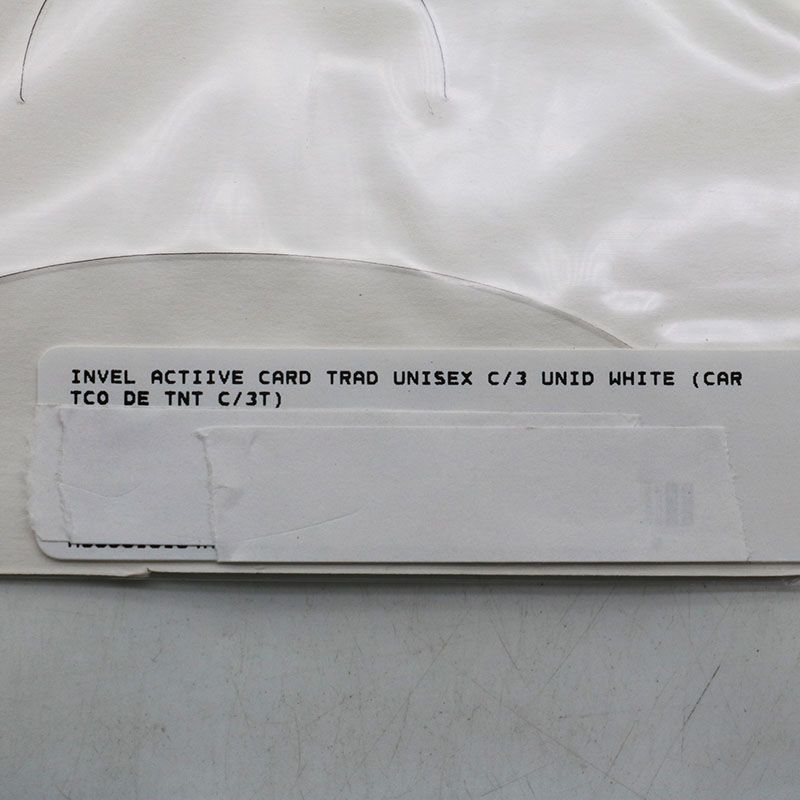 INVEL ACTIIVE CARD TRAD UNISEX C/3 UNID WHITE (CAR
TCO DE TNT C/3T)